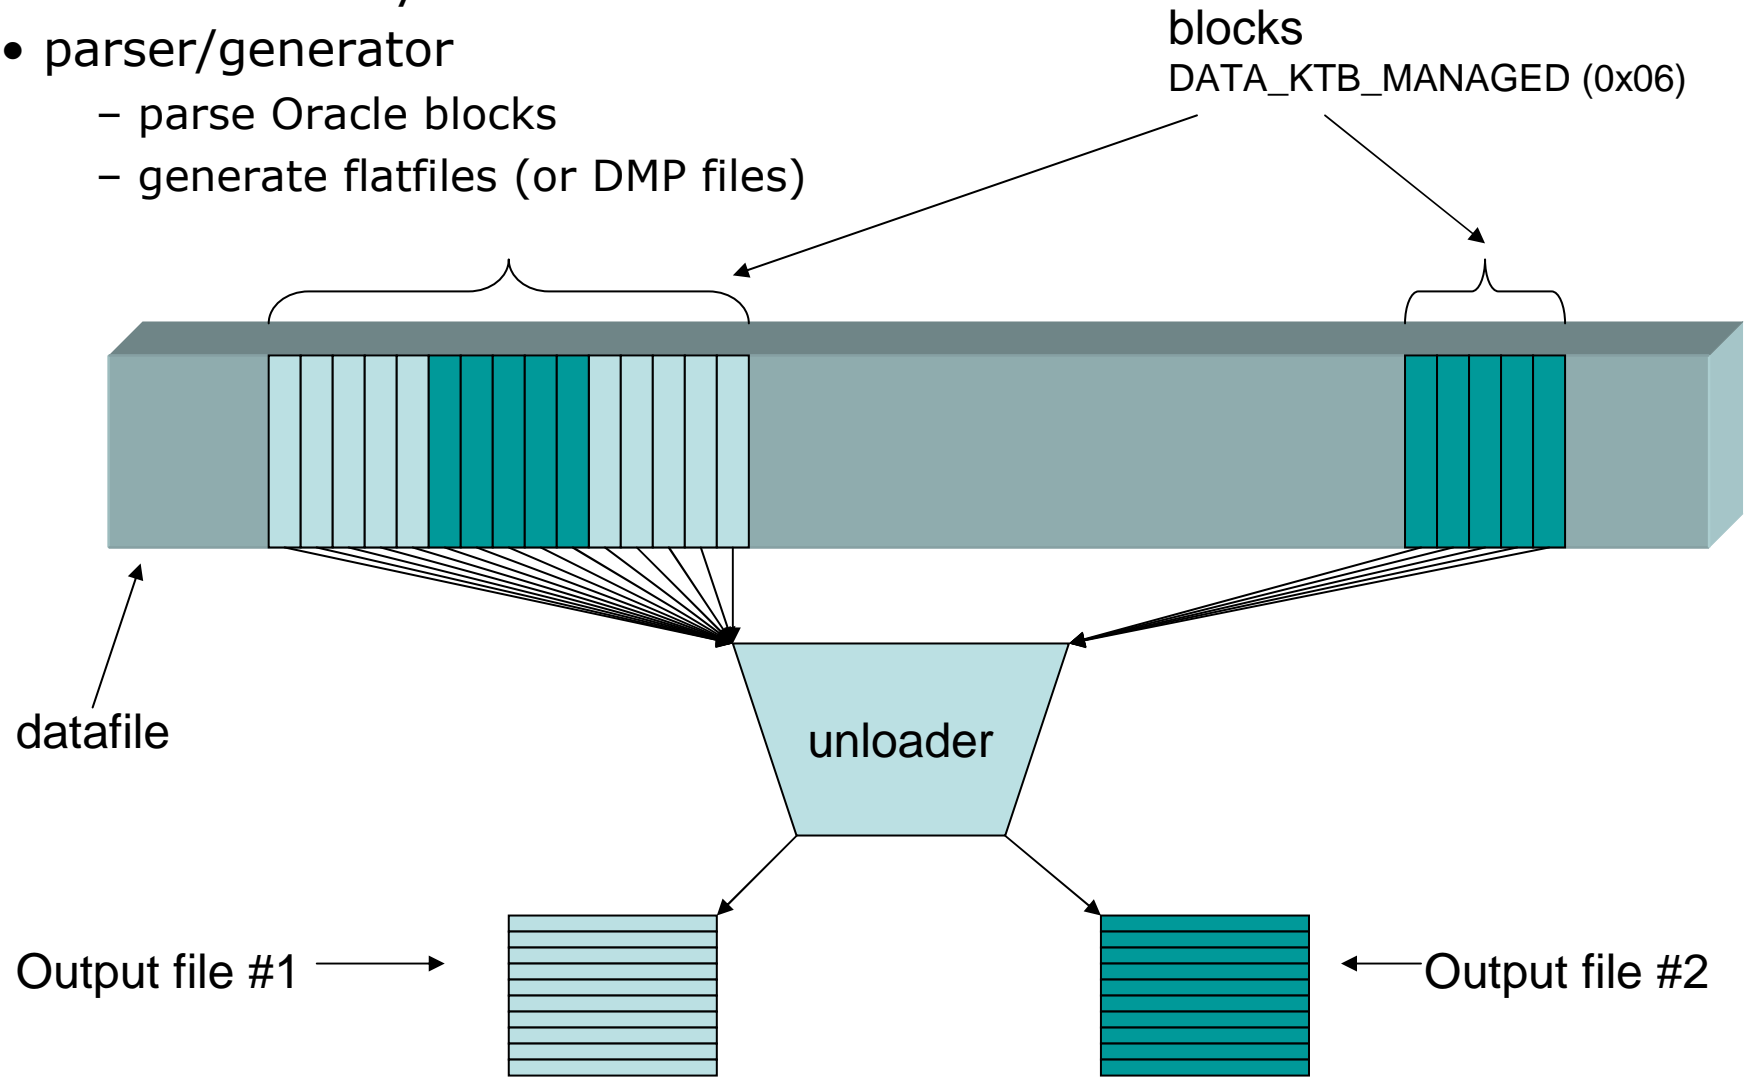 • parser/generator
– parse Oracle blocks
– generate flatfiles (or DMP files)
blocks
DATA_KTB_MANAGED (0x06)
datafile
unloader
Output file #1
Output file #2